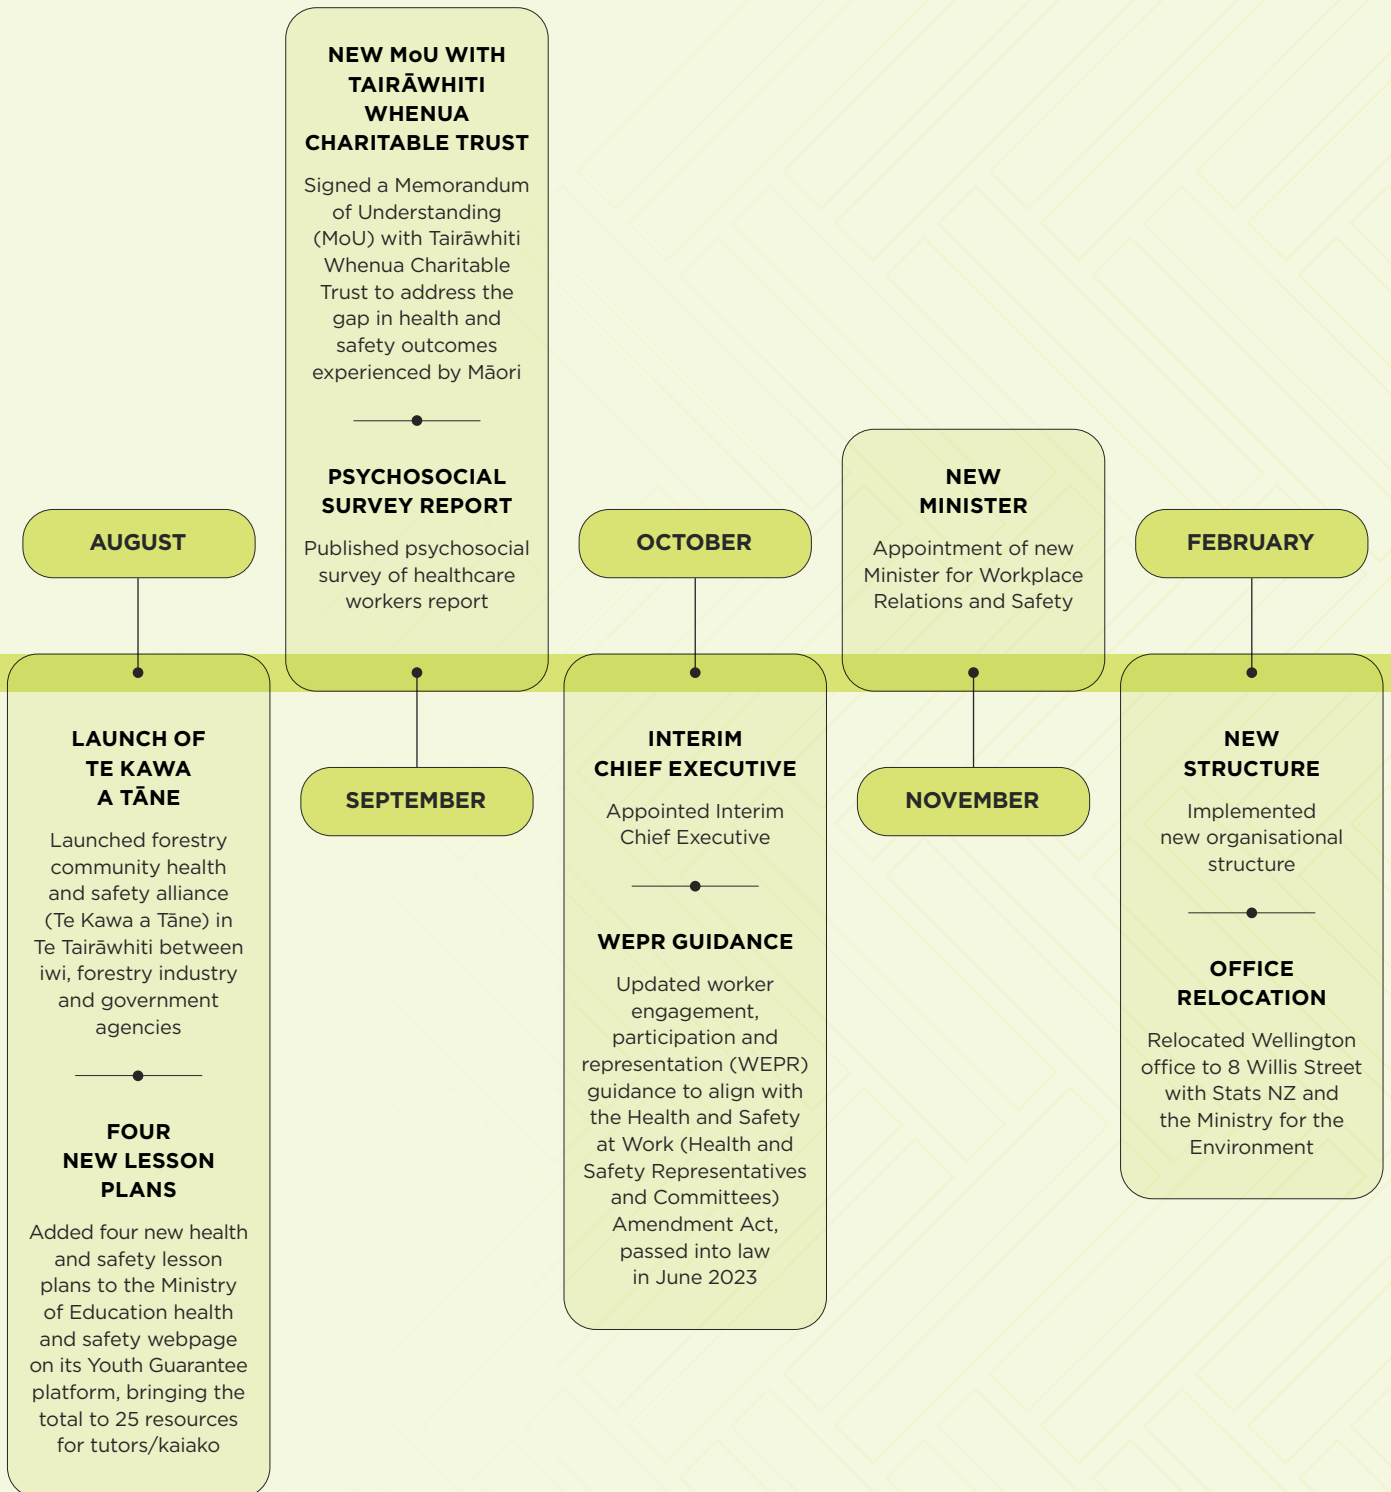 AUGUST
LAUNCH OF
TE KAWA
A TĀNE
Launched forestry
community health
and safety alliance
(Te Kawa a Tāne) in
Te Tairāwhiti between
iwi, forestry industry
and government
agencies
FOUR
NEW LESSON
PLANS
Added four new health
and safety lesson
plans to the Ministry
of Education health
and safety webpage
on its Youth Guarantee
platform, bringing the
total to 25 resources
for tutors/kaiako
NEW MoU WITH
TAIRĀWHITI
WHENUA
CHARITABLE TRUST
Signed a Memorandum
of Understanding
(MoU) with Tairāwhiti
Whenua Charitable
Trust to address the
gap in health and
safety outcomes
experienced by Māori
PSYCHOSOCIAL
SURVEY REPORT
Published psychosocial
survey of healthcare
workers report
SEPTEMBER
OCTOBER
INTERIM
CHIEF EXECUTIVE
Appointed Interim
Chief Executive
WEPR GUIDANCE
Updated worker
engagement,
participation and
representation (WEPR)
guidance to align with
the Health and Safety
at Work (Health and
Safety Representatives
and Committees)
Amendment Act,
passed into law
in June 2023
NEW
MINISTER
Appointment of new
Minister for Workplace
Relations and Safety
NOVEMBER
FEBRUARY
NEW
STRUCTURE
Implemented
new organisational
structure
OFFICE
RELOCATION
Relocated Wellington
office to 8 Willis Street
with Stats NZ and
the Ministry for the
Environment